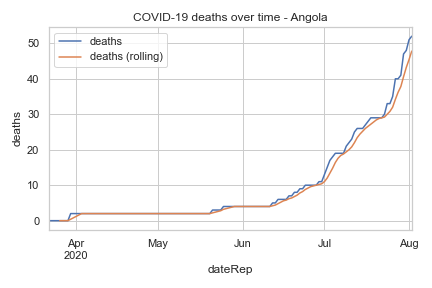 COVID-19 deaths over time - Angola
deaths
deaths (rolling)
50
40
30
20
10
0
deaths
Apr
2020
May
Jun
Jul
Aug
dateRep